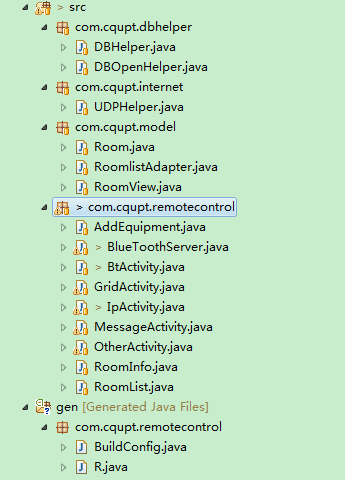 > src
com.cqupt.dbhelper
DBHelper.java
DBOpenHelper.java
com.cqupt.internet
UDPHelper.java
com.cqupt.model
Room.java
RoomlistAdapter.java
RoomView.java
> com.cqupt.remotecontrol
AddEquipment.java
> BlueToothServer.java
> BtActivity.java
GridActivity.java
> IpActivity.java
MessageActivity.java
OtherActivity.java
RoomInfo.java
RoomList.java
gen [Generated Java Files]
com.cqupt.remotecontrol
BuildConfig.java
R.java